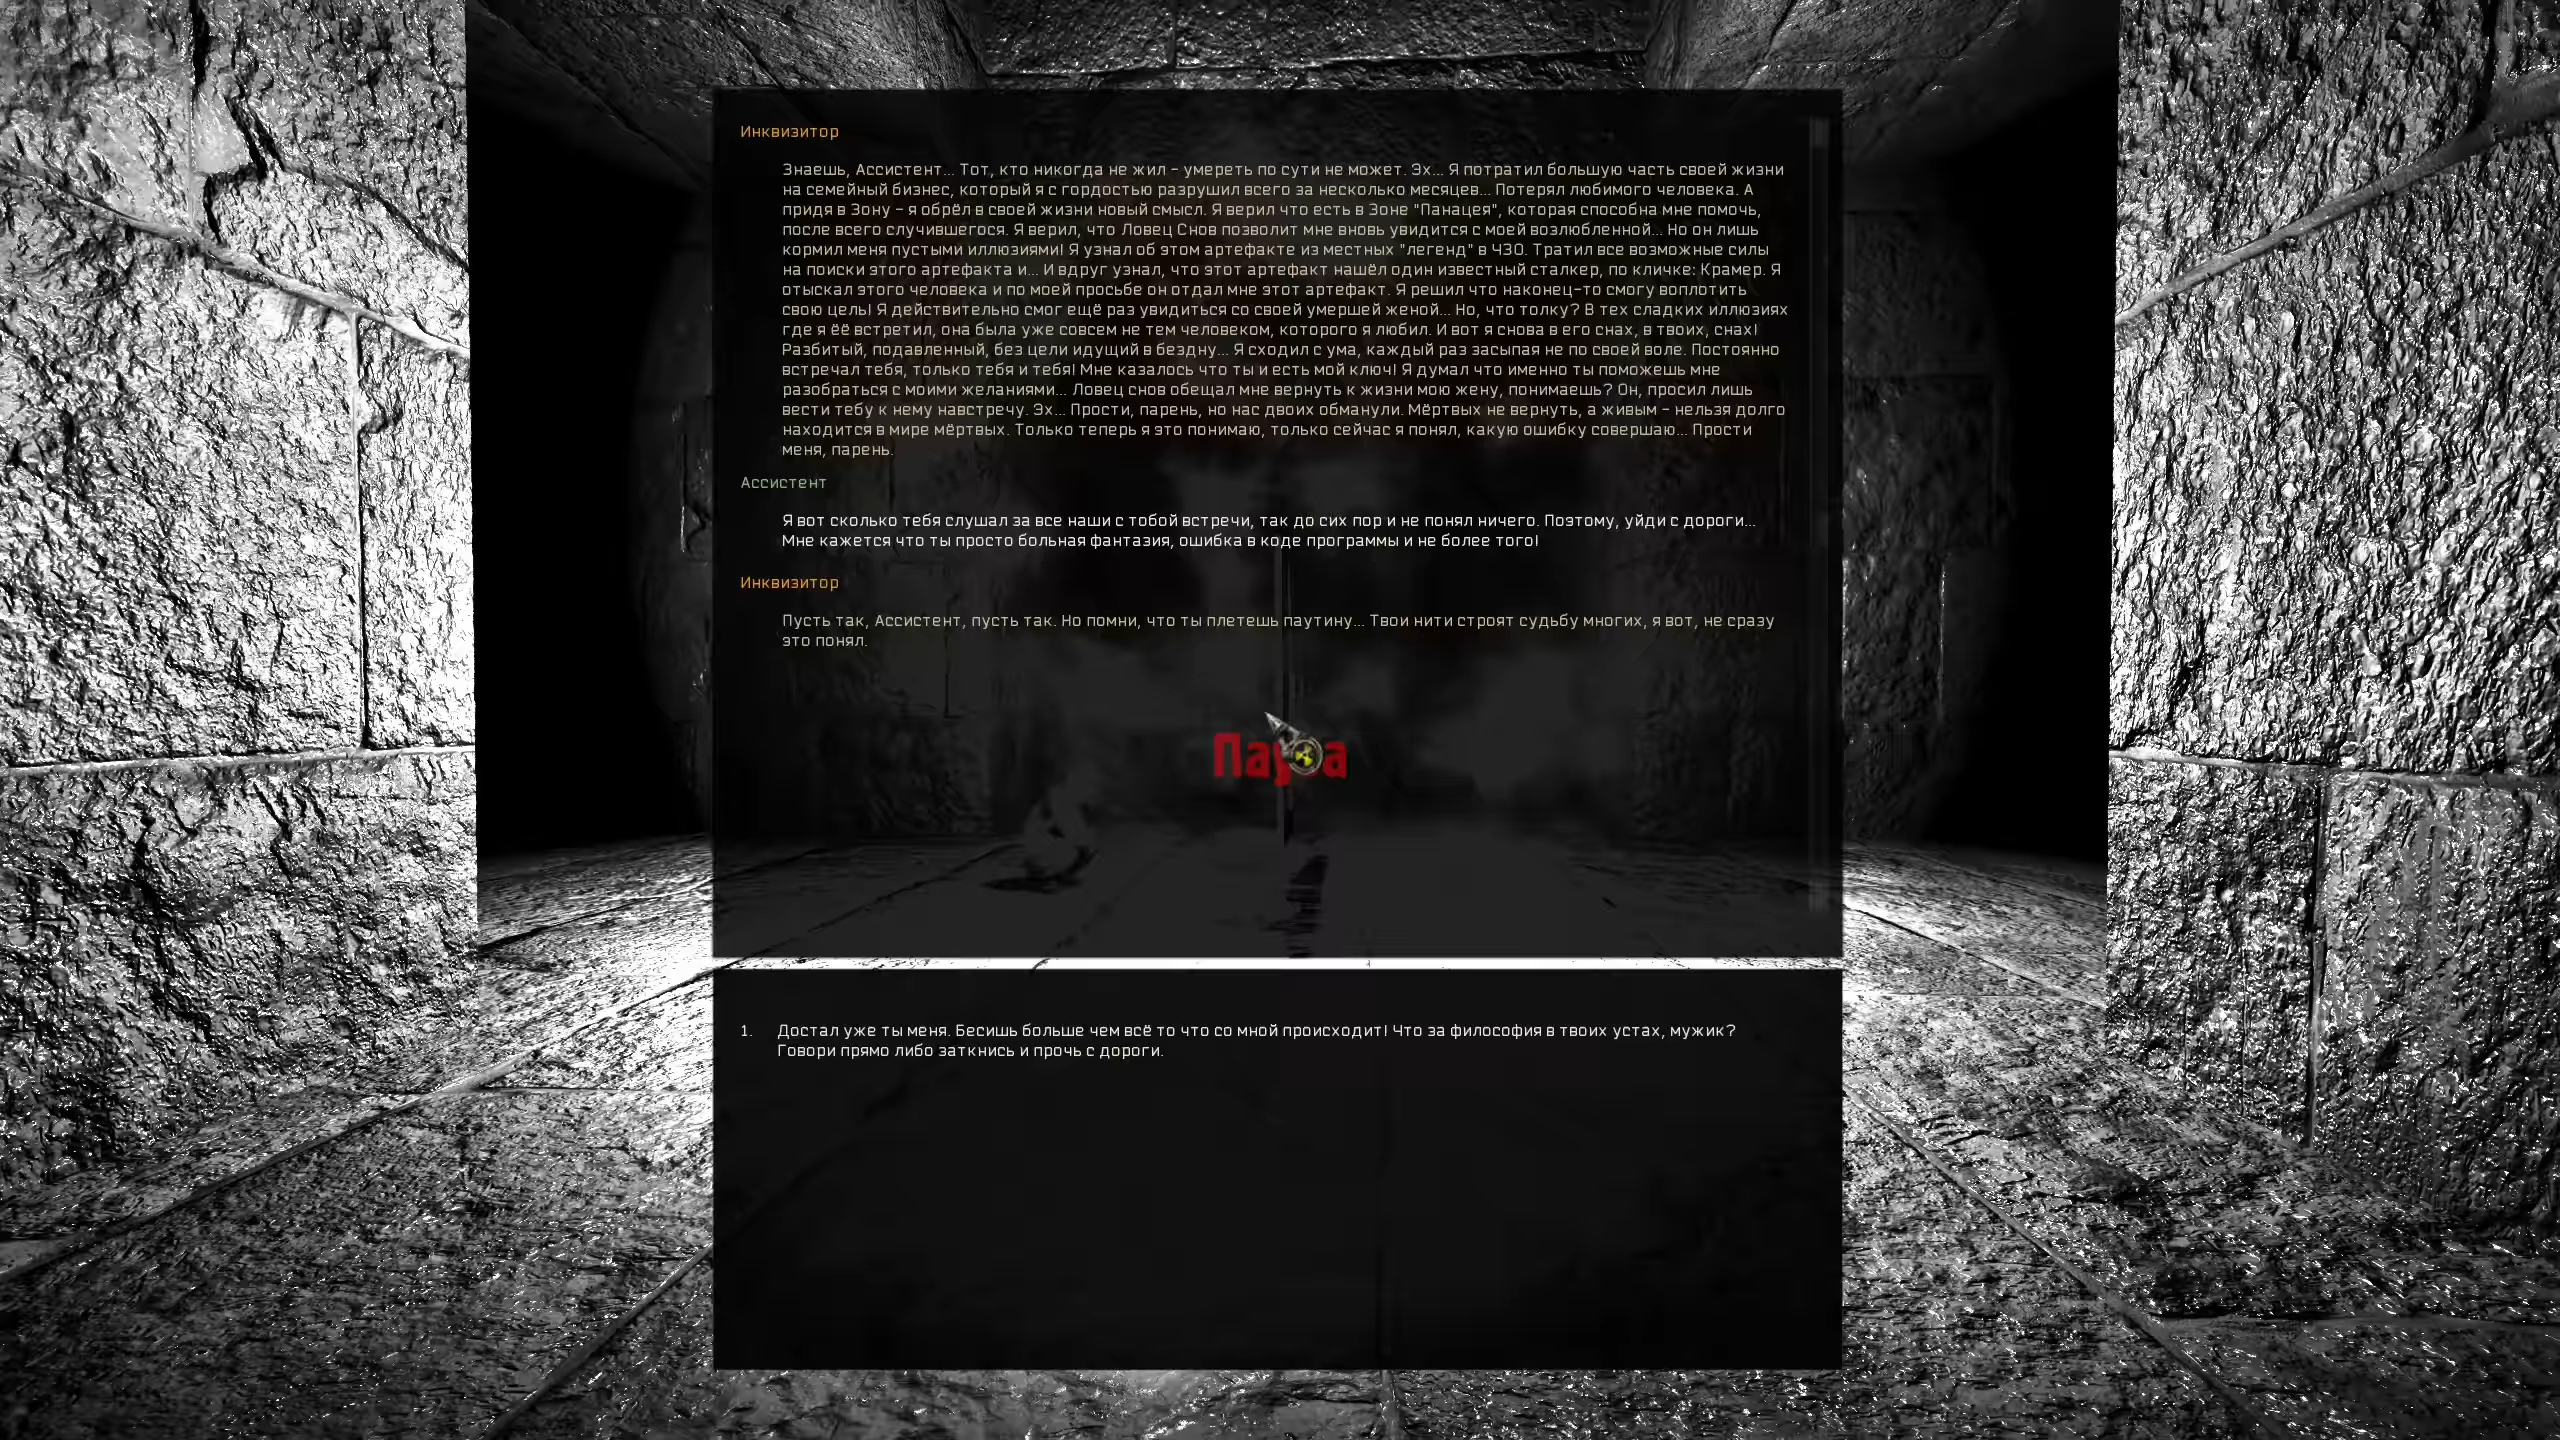 Инквизитор
Знаешь, Ассистент... Тот, кто никогда не жил - умереть по сути не может. Эх... Я потратил большую часть своей жизни
на семейный бизнес, который я с гордостью разрушил всего за несколько месяцев... Потерял любимого человека. А
придя в Зону - я обрёл в своей жизни новый смысл. Я верил что есть в Зоне "Панацея", которая способна мне помочь,
после всего случившегося. Я верил, что Ловец Снов позволит мне вновь увидится с моей возлюбленной... Но он лишь
кормил меня пустыми иллюзиями! Я узнал об этом артефакте из местных "легенд" в ЧЗО. Тратил все возможные силы
на поиски этого артефакта и... И вдруг узнал, что этот артефакт нашёл один известный сталкер, по кличке: Крамер. Я
отыскал этого человека и по моей просьбе он отдал мне этот артефакт. Я решил что наконец-то смогу воплотить
свою цель! Я действительно смог ещё раз увидиться со своей умершей женой... Но, что толку? В тех сладких иллюзиях
где я ёё встретил, она была уже совсем не тем человеком, которого я любил. И вот я снова в его снах, в твоих, снах!
Разбитый, подавленный, без цели идущий в бездну... Я сходил с ума, каждый раз засыпая не по своей воле. Постоянно
встречал тебя, только тебя и тебя! Мне казалось что ты и есть мой ключ! Я думал что именно ты поможешь мне
разобраться с моими желаниями... Ловец снов обещал мне вернуть к жизни мою жену, понимаешь? Он, просил лишь
вести тебу к нему навстречу. Эх... Прости, парень, но нас двоих обманули. Мёртвых не вернуть, а живым - нельзя долго
находится в мире мёртвых. Только теперь я это понимаю, только сейчас я понял, какую ошибку совершаю... Прости
меня, парень.
Ассистент
Я вот сколько тебя слушал за все наши с тобой встречи, так до сих пор и не понял ничего. Поэтому, уйди с дороги...
Мне кажется что ты просто больная фантазия, ошибка в коде программы и не более того!
Инквизитор
Пусть так, Ассистент, пусть так. Но помни, что ты плетешь паутину... Твои нити строят судьбу многих, я вот, не сразу
это понял.
Пауза
1. Достал уже ты меня. Бесишь больше чем всё то что со мной происходит! Что за философия в твоих устах, мужик?
Говори прямо либо заткнись и прочь с дороги.